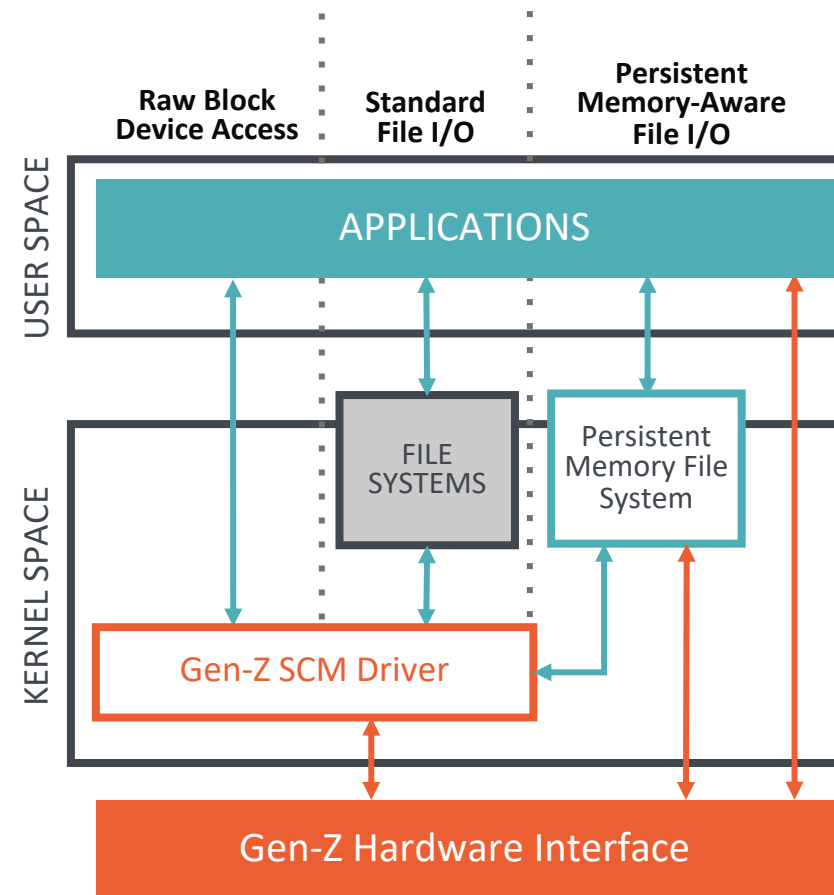 Raw Block
Device Access
Standard
File I/O
Persistent
Memory-Aware
File I/O
USER SPACE
APPLICATIONS
KERNEL SPACE
FILE
SYSTEMS
Persistent
Memory File
System
Gen-Z SCM Driver
Gen-Z Hardware Interface